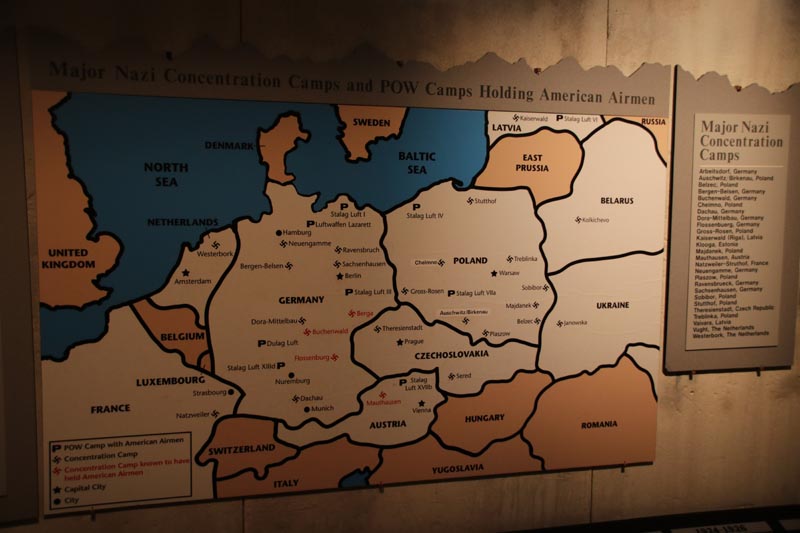 Major Nazi Concentration Camps and POW Camps Holding American Airmen
NORTH
SEA
DENMARK
SWEDEN
BALTIC
SEA
LATVIA
Kaiserwald
Stalag Luft VI
RUSSIA
EAST
PRUSSIA
BELARUS
Kolkichevo
UNITED
KINGDOM
NETHERLANDS
Westerbork
Amsterdam
BELGIUM
LUXEMBOURG
FRANCE
Strasbourg
Natzweiler
Stalag Luft I
Luftwaffen Lazarett
Hamburg
Neuengamme
Ravensbruch
Bergen-Belsen
Sachsenhausen
Berlin
GERMANY
Stalag Luft III
Dora-Mittelbau
Berga
Buchenwald
Dulag Luft
Flossenburg
Stalag Luft XIIId
Nuremburg
Dachau
Munich
Stalag Luft IV
Stutthof
Chelmno
POLAND
Treblinka
Warsaw
Gross-Rosen
Stalag Luft VIIa
Sobibor
Majdanek
Auschwitz/Birkenau
Belzec
Plaszow
UKRAINE
Janowska
Theresienstadt
Prague
CZECHOSLOVAKIA
Sered
Stalag
Luft XVIIb
Mauthausen
Vienna
AUSTRIA
HUNGARY
ROMANIA
SWITZERLAND
ITALY
YUGOSLAVIA
POW Camp with American Airmen
Concentration Camp
Concentration Camp known to have
held American Airmen
Capital City
City
Major Nazi
Concentration
Camps
Arbeitsdorf, Germany
Auschwitz/Birkenau, Poland
Belzec, Poland
Bergen-Belsen, Germany
Buchenwald, Germany
Chelmno, Poland
Dachau, Germany
Dora-Mittelbau, Germany
Flossenburg, Germany
Gross-Rosen, Poland
Kaiserwald (Riga), Latvia
Klooga, Estonia
Majdanek, Poland
Mauthausen, Austria
Natzweiler-Struthof, France
Neuengamme, Germany
Plaszow, Poland
Ravensbrueck, Germany
Sachsenhausen, Germany
Sobibor, Poland
Stutthof, Poland
Theresienstadt, Czech Republic
Treblinka, Poland
Vaivara, Latvia
Vught, The Netherlands
Westerbork, The Netherlands